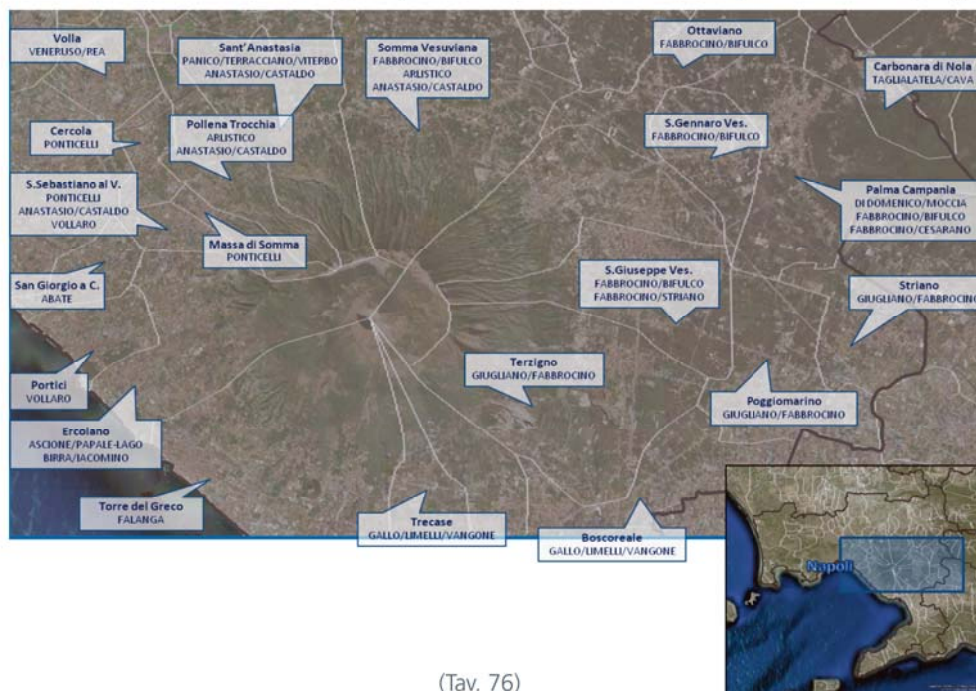 Volla
VENERUSO/REA
Sant'Anastasia
PANICO/TERRACCIANO/VITERBO
ANASTASIO/CASTALDO
Somma Vesuviana
FABBROCINO/BIFULCO
ARLISTICO
ANASTASIO/CASTALDO
Ottaviano
FABBROCINO/BIFULCO
Carbonara di Nola
TAGLIALATELA/CAVA
Cercola
PONTICELLI
Pollena Trocchia
ARLISTICO
ANASTASIO/CASTALDO
S.Gennaro Ves.
FABBROCINO/BIFULCO
S.Sebastiano al V.
PONTICELLI
ANASTASIO/CASTALDO
VOLLARO
Massa di Somma
PONTICELLI
Palma Campania
DI DOMENICO/MOCCIA
FABBROCINO/BIFULCO
FABBROCINO/CESARANO
San Giorgio a C.
ABATE
S.Giuseppe Ves.
FABBROCINO/BIFULCO
FABBROCINO/STRIANO
Striano
GIUGLIANO/FABBROCINO
Portici
VOLLARO
Terzigno
GIUGLIANO/FABBROCINO
Poggiomarino
GIUGLIANO/FABBROCINO
Ercolano
ASCIONE/PAPALE-LAGO
BIRRA/IACOMINO
Torre del Greco
FALANGA
Trecase
GALLO/LIMELLI/VANGONE
Boscoreale
GALLO/LIMELLI/VANGONE
Napoli
(Tav. 76)